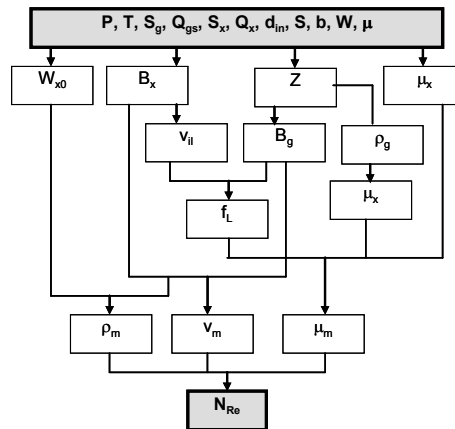 P, T, S_g, Q_gs, S_x, Q_x, d_in, S, b, W, μ
W_x0
B_x
Z
μ_x
v_il
B_g
ρ_g
f_L
μ_x
ρ_m
v_m
μ_m
N_Re